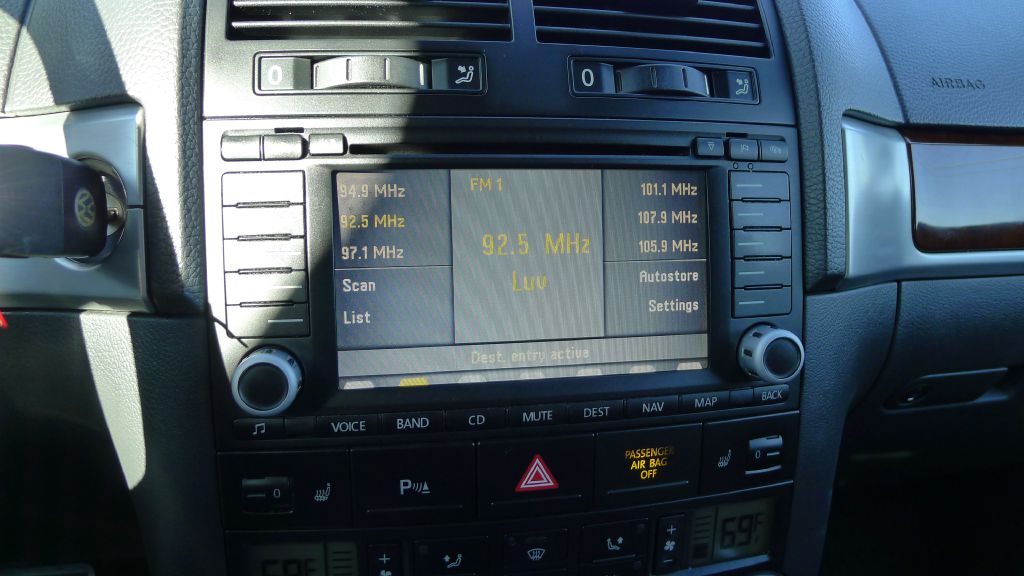 0
0
AIRBAG
94.9 MHz
FM 1
101.1 MHz
92.5 MHz
107.9 MHz
92.5 MHz
97.1 MHz
105.9 MHz
Luv
Scan
Autostore
List
Settings
Dest. entry active
VOICE
BAND
CD
MUTE
DEST
NAV
MAP
BACK
PASSENGER
AIR BAG
OFF
0
P
0
69F